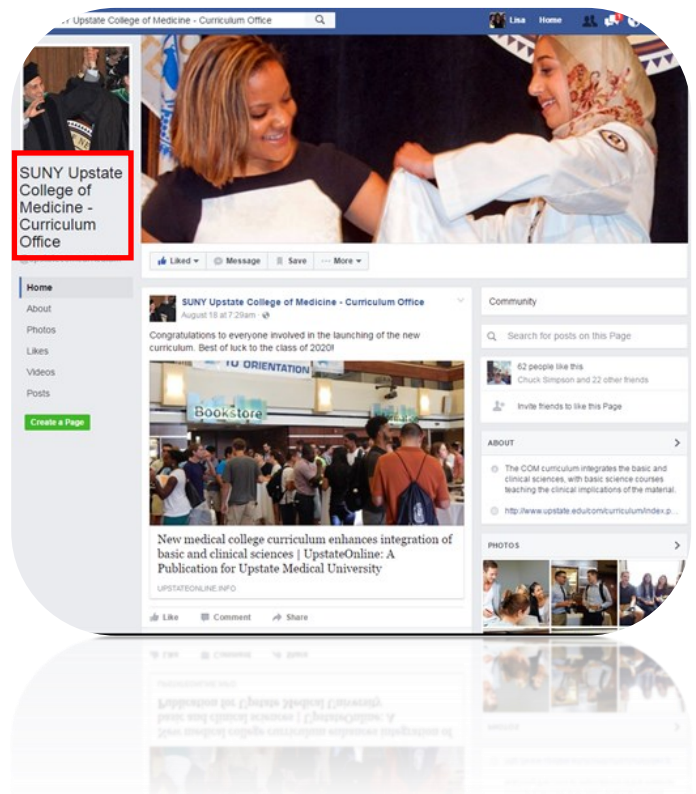 Upstate College of Medicine - Curriculum Office
Lisa Home
SUNY Upstate
College of
Medicine -
Curriculum
Office
Liked Message Save ··· More
Home
About
Photos
Likes
Videos
Posts
Create a Page
SUNY Upstate College of Medicine - Curriculum Office
August 18 at 7:29am ·
Congratulations to everyone involved in the launching of the new
curriculum. Best of luck to the class of 2020!
TO ORIENTATION
Bookstore
New medical college curriculum enhances integration of
basic and clinical sciences | UpstateOnline: A
Publication for Upstate Medical University
UPSTATEONLINE.INFO
Like Comment Share
Community
Search for posts on this Page
62 people like this
Chuck Simpson and 22 other friends
Invite friends to like this Page
ABOUT
The COM curriculum integrates the basic and
clinical sciences, with basic science courses
teaching the clinical implications of the material.
http://www.upstate.edu/com/curriculum/index.p...
PHOTOS